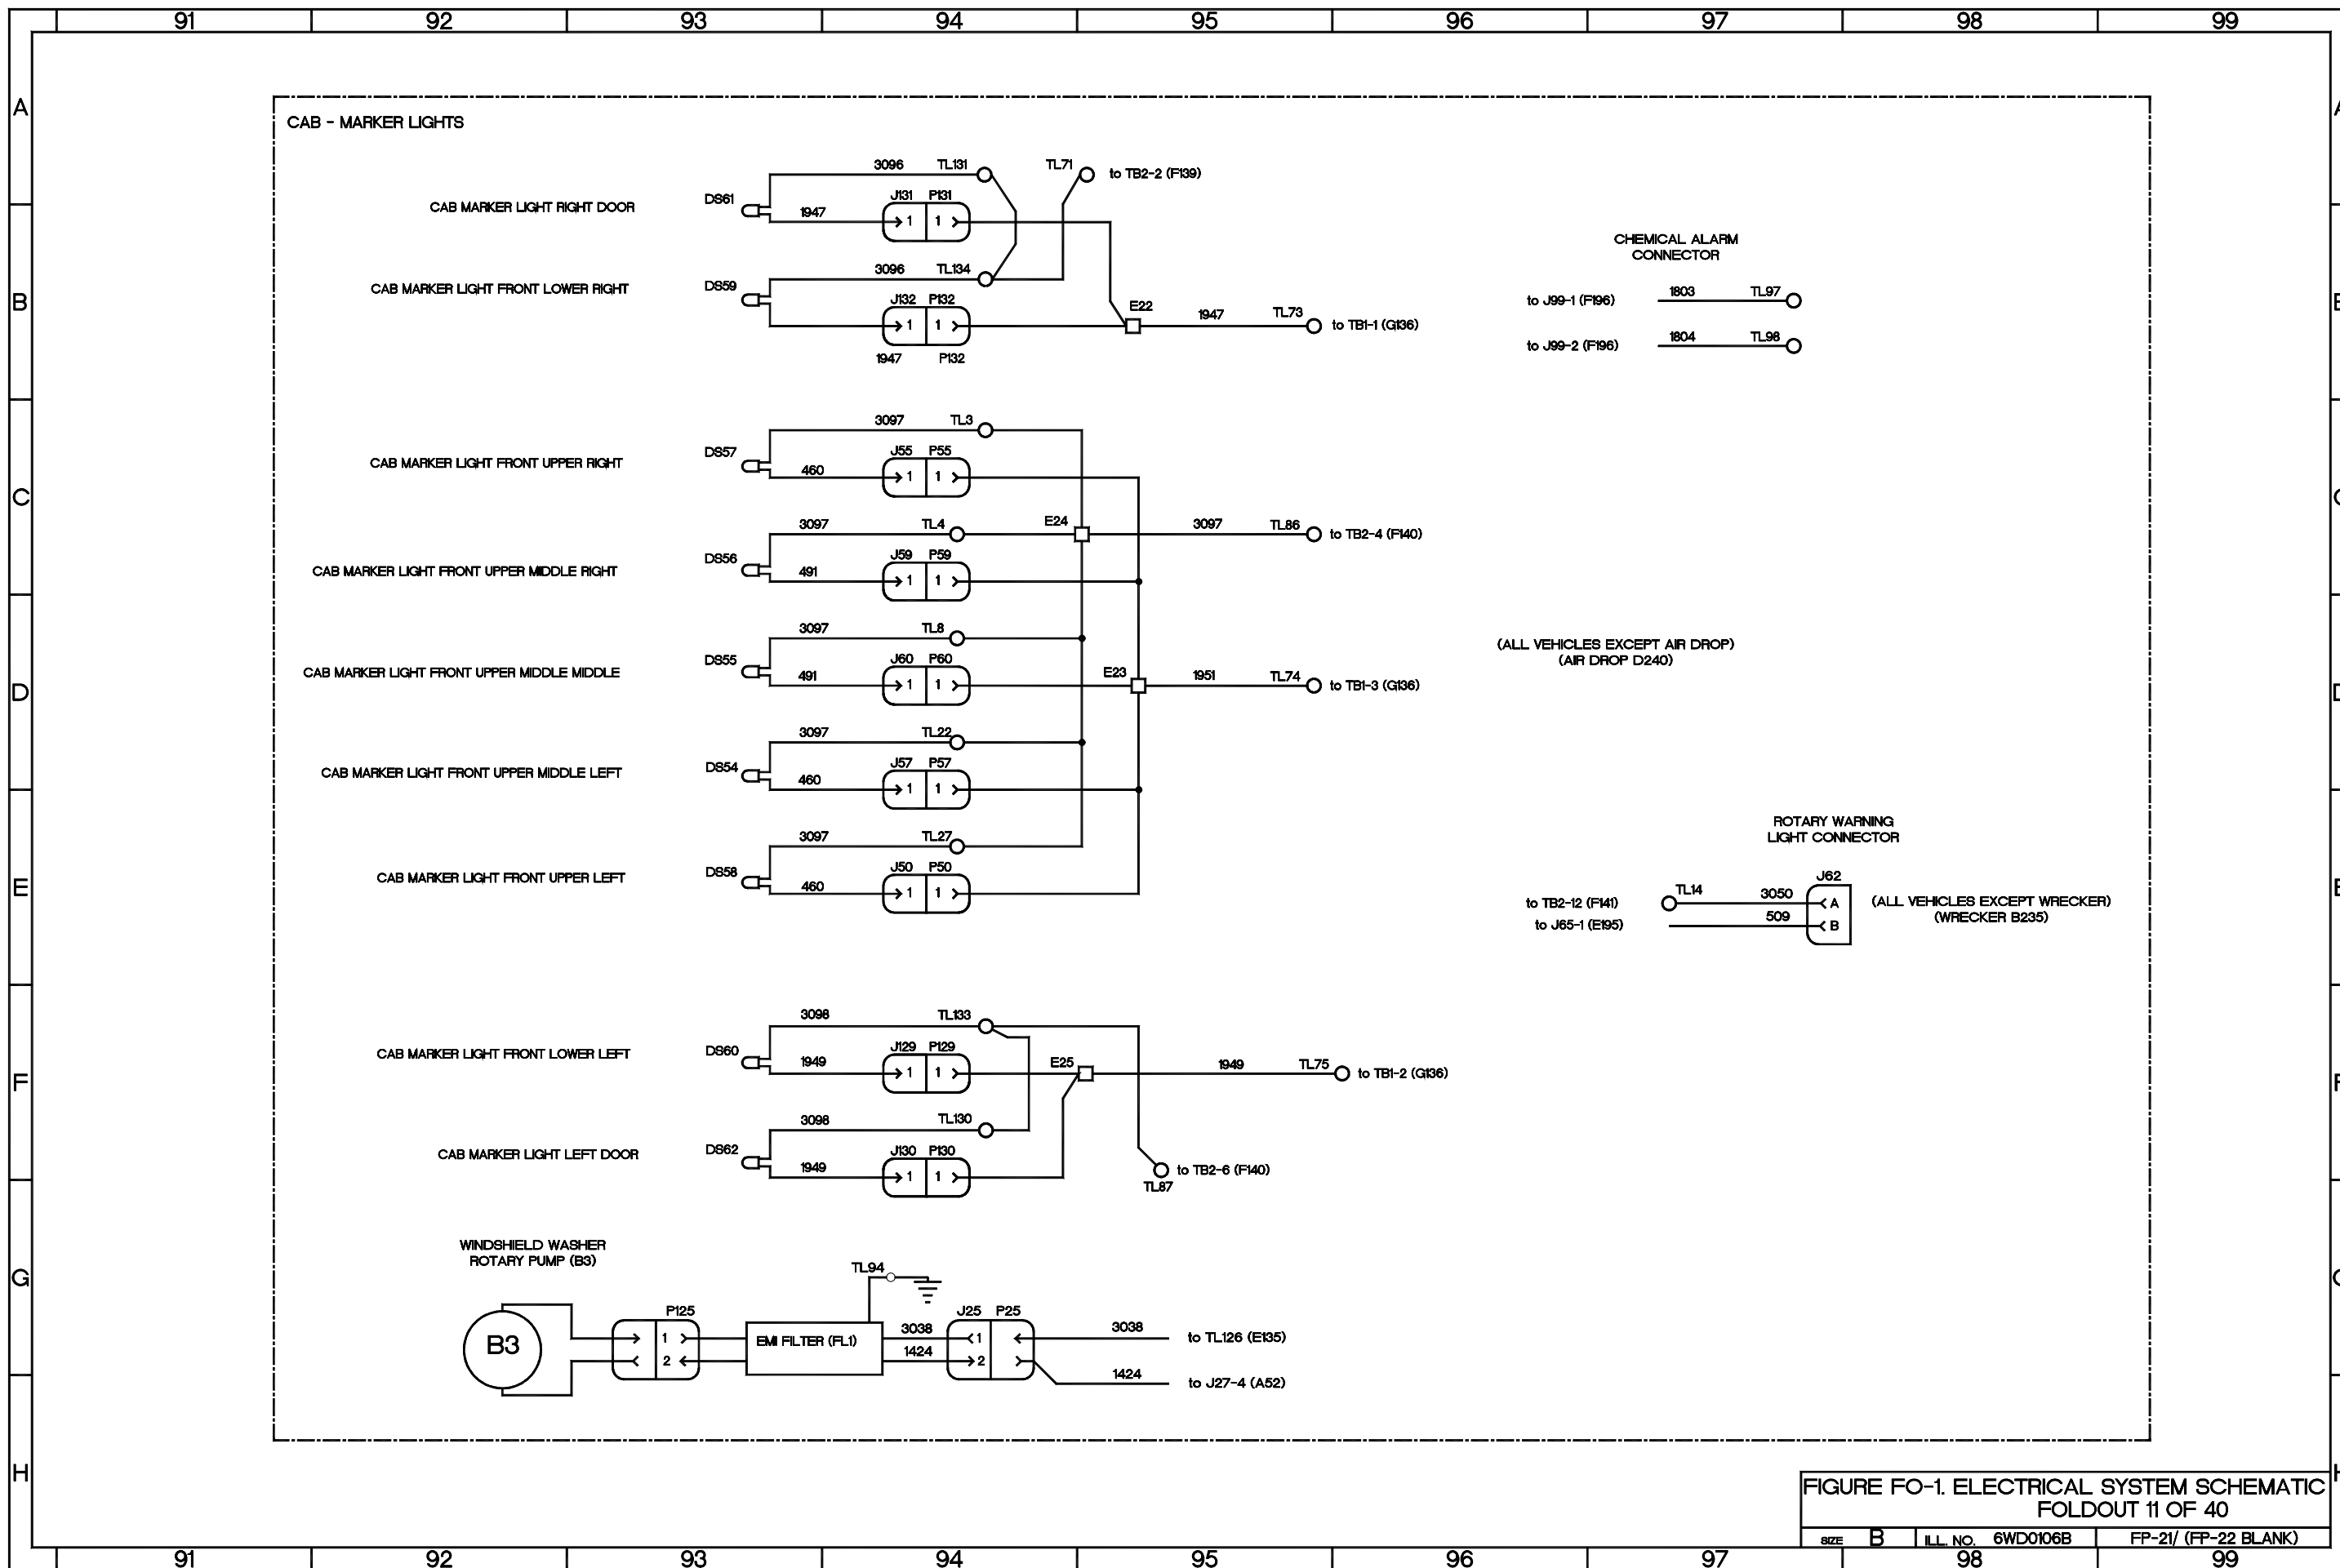 91 92 93 94 95 96 97 98 99
A
CAB - MARKER LIGHTS
3096 TL131 TL71 to TB2-2 (F139)
DS61 J131 P131
CAB MARKER LIGHT RIGHT DOOR
1947 1 1
CHEMICAL ALARM
CONNECTOR
3096 TL134
CAB MARKER LIGHT FRONT LOWER RIGHT DS59
B
J132 P132 E22
to J99-1 (F196) 1803 TL97
1 1 1947 TL73 to TB1-1 (G136)
to J99-2 (F196) 1804 TL98
1947 P132
3097 TL3
DS57 J55 P55
CAB MARKER LIGHT FRONT UPPER RIGHT
460 1 1
C
3097 TL4 E24 3097 TL86 to TB2-4 (F140)
DS56 J59 P59
CAB MARKER LIGHT FRONT UPPER MIDDLE RIGHT
491 1 1
3097 TL8
(ALL VEHICLES EXCEPT AIR DROP)
(AIR DROP D240)
DS55 J60 P60
CAB MARKER LIGHT FRONT UPPER MIDDLE MIDDLE
491 1 1 E23 1951 TL74 to TB1-3 (G136)
D
3097 TL22
DS54 J57 P57
CAB MARKER LIGHT FRONT UPPER MIDDLE LEFT
460 1 1
ROTARY WARNING
LIGHT CONNECTOR
3097 TL27
DS58 J50 P50
CAB MARKER LIGHT FRONT UPPER LEFT
460 1 1
E
J62
to TB2-12 (F141) TL14 3050 A
to J65-1 (E195) 509 B
(ALL VEHICLES EXCEPT WRECKER)
(WRECKER B235)
3098 TL133
CAB MARKER LIGHT FRONT LOWER LEFT DS60
J129 P129
1949 1 1 E25 1949 TL75 to TB1-2 (G136)
F
3098 TL130
CAB MARKER LIGHT LEFT DOOR DS62
J130 P130
1949 1 1
to TB2-6 (F140)
TL87
WINDSHIELD WASHER
ROTARY PUMP (B3)
TL94
G
P125 J25 P25
B3 1 EMI FILTER (FL1) 3038 1 3038 to TL126 (E135)
2 1424 2
1424 to J27-4 (A52)
H
FIGURE FO-1. ELECTRICAL SYSTEM SCHEMATIC
FOLDOUT 11 OF 40
SIZE B ILL. NO. 6WD0106B FP-21/ (FP-22 BLANK)
91 92 93 94 95 96 97 98 99